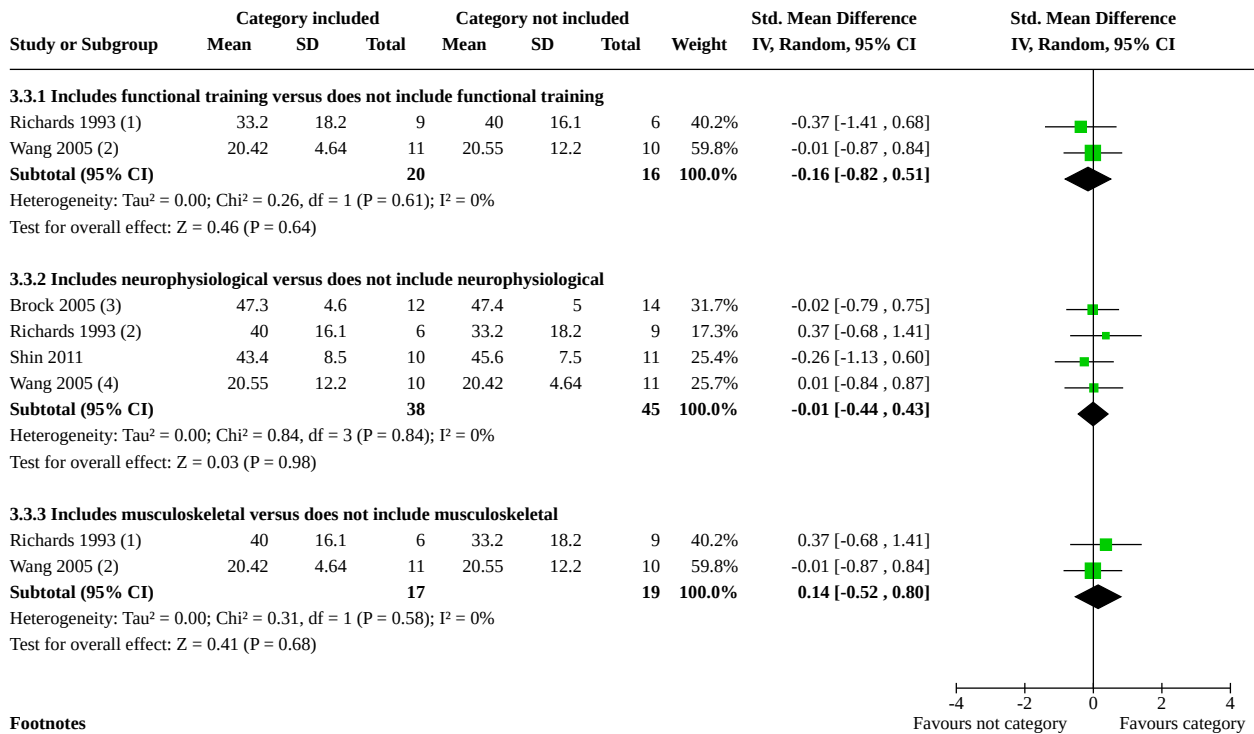 Category included Category not included Std. Mean Difference Std. Mean Difference
Study or Subgroup Mean SD Total Mean SD Total Weight IV, Random, 95% CI IV, Random, 95% CI
3.3.1 Includes functional training versus does not include functional training
Richards 1993 (1) 33.2 18.2 9 40 16.1 6 40.2% -0.37 [-1.41 , 0.68]
Wang 2005 (2) 20.42 4.64 11 20.55 12.2 10 59.8% -0.01 [-0.87 , 0.84]
Subtotal (95% CI) 20 16 100.0% -0.16 [-0.82 , 0.51]
Heterogeneity: Tau² = 0.00; Chi² = 0.26, df = 1 (P = 0.61); I² = 0%
Test for overall effect: Z = 0.46 (P = 0.64)
3.3.2 Includes neurophysiological versus does not include neurophysiological
Brock 2005 (3) 47.3 4.6 12 47.4 5 14 31.7% -0.02 [-0.79 , 0.75]
Richards 1993 (2) 40 16.1 6 33.2 18.2 9 17.3% 0.37 [-0.68 , 1.41]
Shin 2011 43.4 8.5 10 45.6 7.5 11 25.4% -0.26 [-1.13 , 0.60]
Wang 2005 (4) 20.55 12.2 10 20.42 4.64 11 25.7% 0.01 [-0.84 , 0.87]
Subtotal (95% CI) 38 45 100.0% -0.01 [-0.44 , 0.43]
Heterogeneity: Tau² = 0.00; Chi² = 0.84, df = 3 (P = 0.84); I² = 0%
Test for overall effect: Z = 0.03 (P = 0.98)
3.3.3 Includes musculoskeletal versus does not include musculoskeletal
Richards 1993 (1) 40 16.1 6 33.2 18.2 9 40.2% 0.37 [-0.68 , 1.41]
Wang 2005 (2) 20.42 4.64 11 20.55 12.2 10 59.8% -0.01 [-0.87 , 0.84]
Subtotal (95% CI) 17 19 100.0% 0.14 [-0.52 , 0.80]
Heterogeneity: Tau² = 0.00; Chi² = 0.31, df = 1 (P = 0.58); I² = 0%
Test for overall effect: Z = 0.41 (P = 0.68)
-4 -2 0 2 4
Footnotes Favours not category Favours category